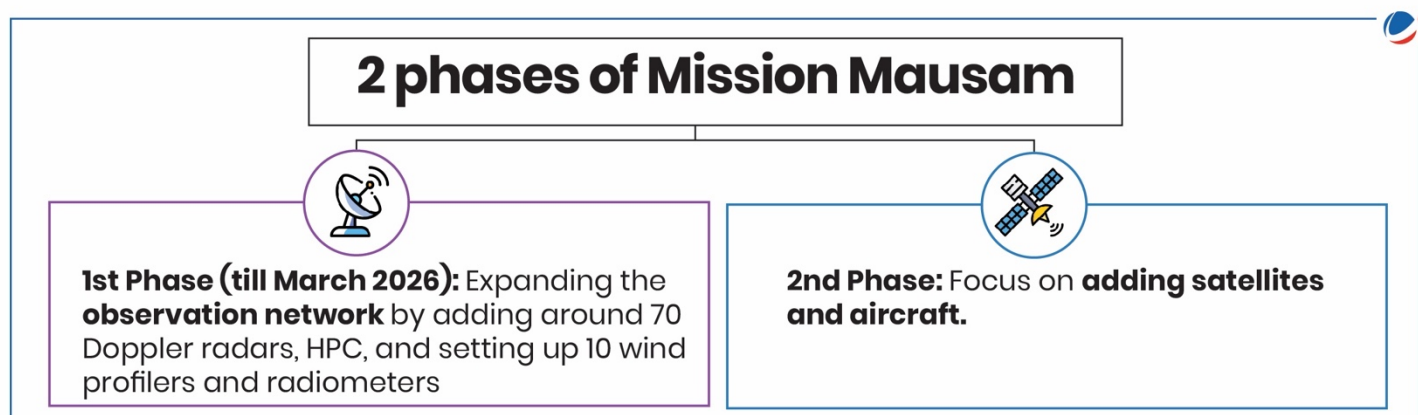 2 phases of Mission Mausam
1st Phase (till March 2026): Expanding the
observation network by adding around 70
Doppler radars, HPC, and setting up 10 wind
profilers and radiometers
2nd Phase: Focus on adding satellites
and aircraft.